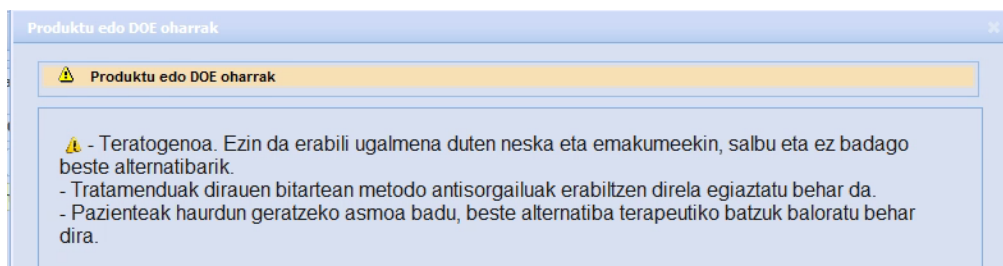 Produktu edo DOE oharrak
Produktu edo DOE oharrak
- Teratogenoa. Ezin da erabili ugalmena duten neska eta emakumeekin, salbu eta ez badago
beste alternatibarik.
- Tratamenduak dirauen bitartean metodo antisorgailuak erabiltzen direla egiaztatu behar da.
- Pazienteak haurdun geratzeko asmoa badu, beste alternatiba terapeutiko batzuk baloratu behar
dira.